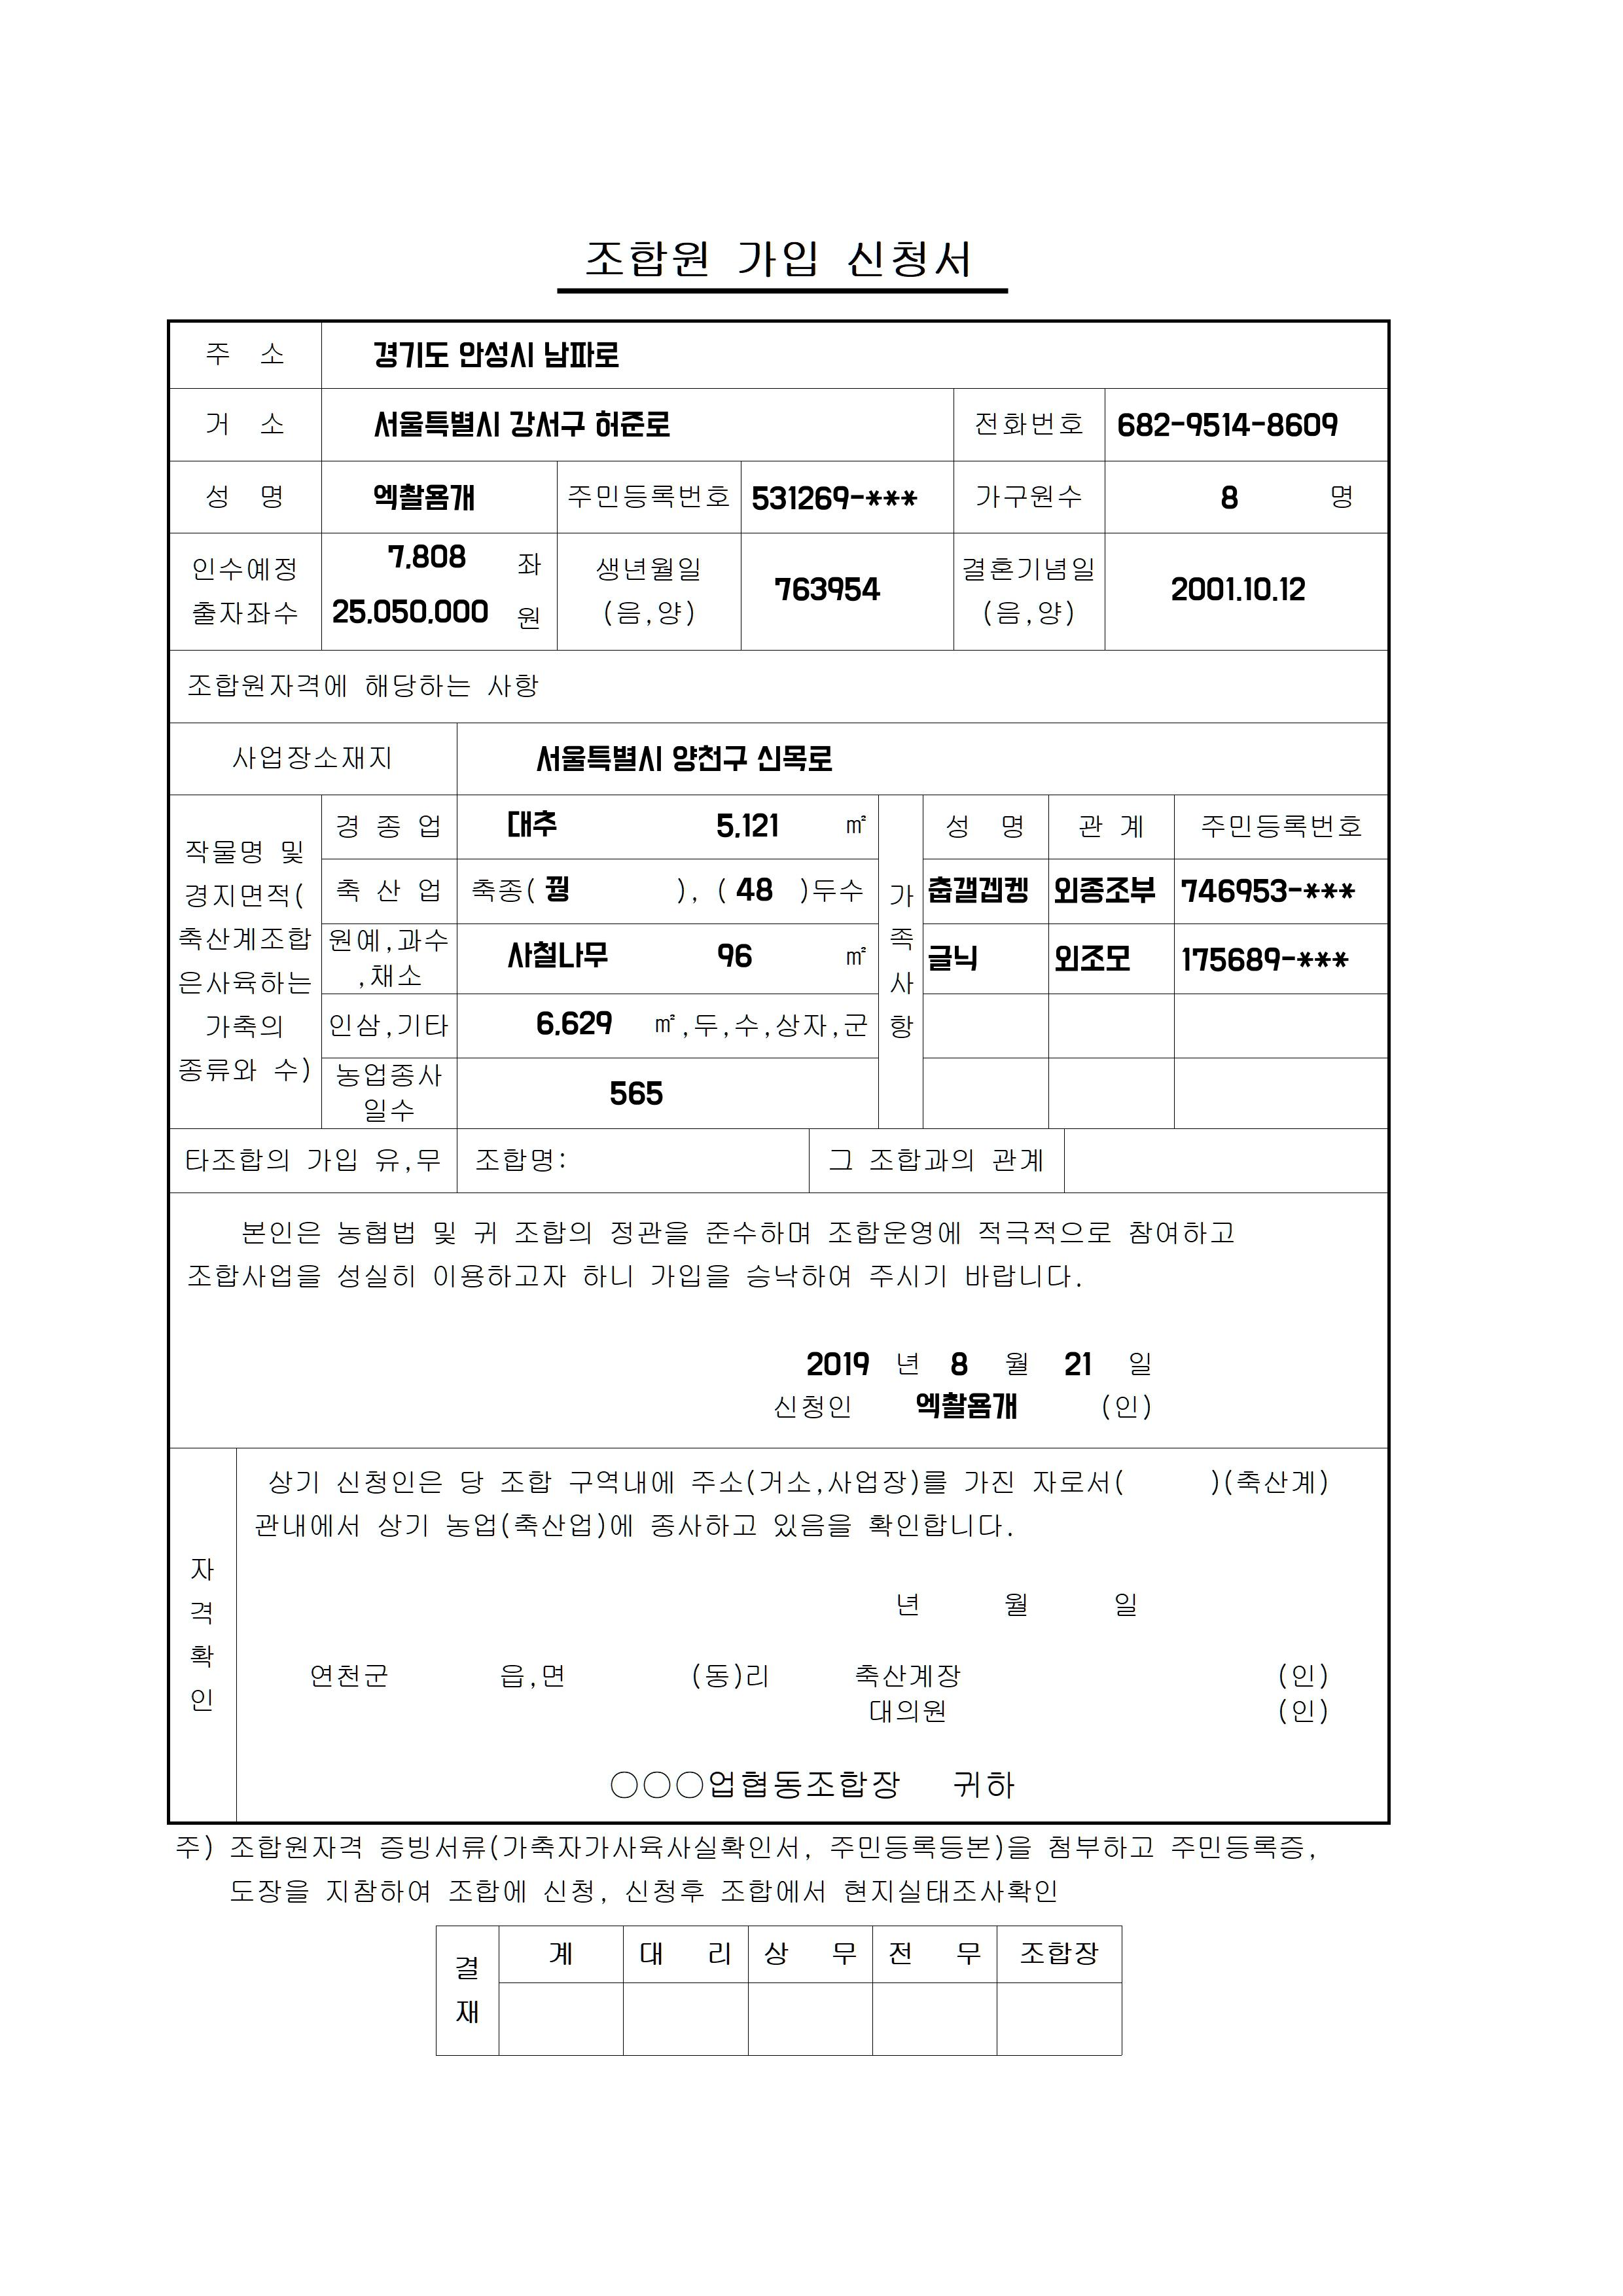 조합원 가입 신청서
주 소 경기도 안성시 남파로
거 소 서울특별시 강서구 허준로 전화번호 682-9514-8609
성 명 엑촬욤개 주민등록번호 531269-*** 가구원수 8 명
인수예정 출자좌수 7,808 좌 25,050,000 원 생년월일 (음,양) 763954 결혼기념일 (음,양) 2001.10.12
조합원자격에 해당하는 사항
사업장소재지 서울특별시 양천구 신목로
작물명 및 경지면적(축산계조합은사육하는 가축의 종류와 수)
경 종 업 대추 5,121 ㎡
축 산 업 축종( 꿩 ), ( 48 )두수
원예,과수,채소 사철나무 96 ㎡
인삼,기타 6,629 ㎡,두,수,상자,군
농업종사일수 565
가족사항
성 명 관 계 주민등록번호
춥갤겝켕 외종조부 746953-***
글닉 외조모 175689-***
타조합의 가입 유,무 조합명: 그 조합과의 관계
본인은 농협법 및 귀 조합의 정관을 준수하며 조합운영에 적극적으로 참여하고
조합사업을 성실히 이용하고자 하니 가입을 승낙하여 주시기 바랍니다.
2019 년 8 월 21 일
신청인 엑촬욤개 (인)
자격확인
상기 신청인은 당 조합 구역내에 주소(거소,사업장)를 가진 자로서( )(축산계)
관내에서 상기 농업(축산업)에 종사하고 있음을 확인합니다.
년 월 일
연천군 읍,면 (동)리 축산계장 (인)
대의원 (인)
○○○업협동조합장 귀하
주) 조합원자격 증빙서류(가축자가사육사실확인서, 주민등록등본)을 첨부하고 주민등록증,
도장을 지참하여 조합에 신청, 신청후 조합에서 현지실태조사확인
결재 계 대 리 상 무 전 무 조합장